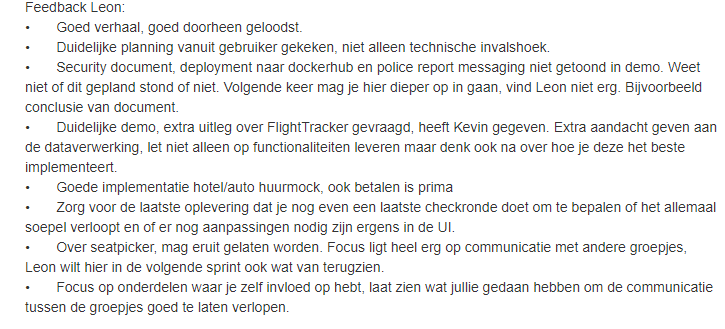 Feedback Leon:
• Goed verhaal, goed doorheen geloodst.
• Duidelijke planning vanuit gebruiker gekeken, niet alleen technische invalshoek.
• Security document, deployment naar dockerhub en police report messaging niet getoond in demo. Weet
niet of dit gepland stond of niet. Volgende keer mag je hier dieper op in gaan, vind Leon niet erg. Bijvoorbeeld
conclusie van document.
• Duidelijke demo, extra uitleg over FlightTracker gevraagd, heeft Kevin gegeven. Extra aandacht geven aan
de dataverwerking, let niet alleen op functionaliteiten leveren maar denk ook na over hoe je deze het beste
implementeert.
• Goede implementatie hotel/auto huurmock, ook betalen is prima
• Zorg voor de laatste oplevering dat je nog even een laatste checkronde doet om te bepalen of het allemaal
soepel verloopt en of er nog aanpassingen nodig zijn ergens in de UI.
• Over seatpicker, mag eruit gelaten worden. Focus ligt heel erg op communicatie met andere groepjes,
Leon wilt hier in de volgende sprint ook wat van terugzien.
• Focus op onderdelen waar je zelf invloed op hebt, laat zien wat jullie gedaan hebben om de communicatie
tussen de groepjes goed te laten verlopen.